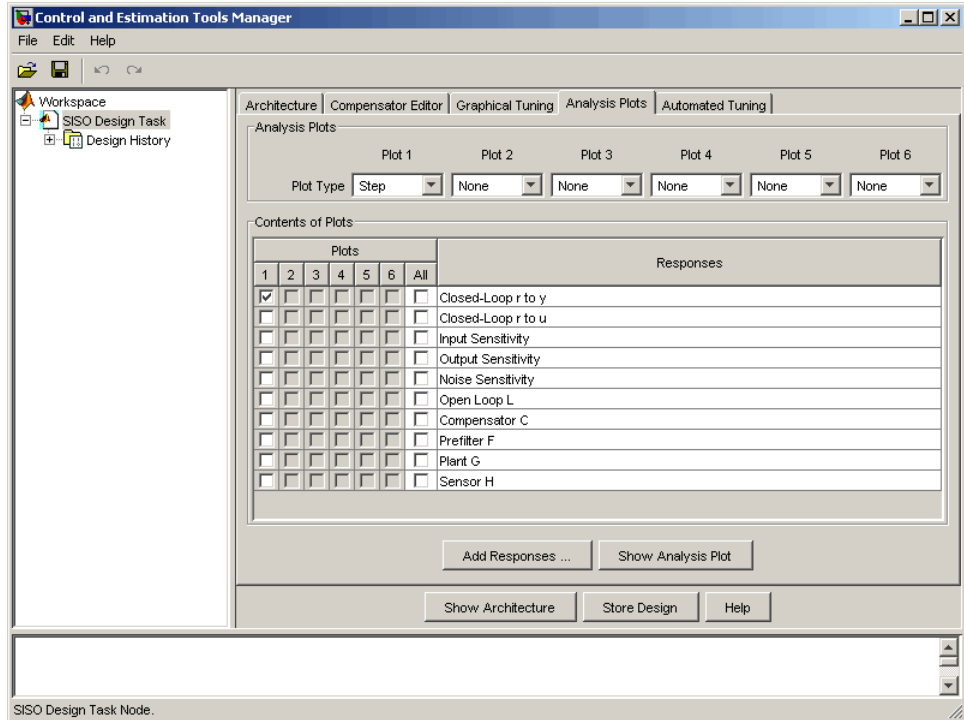 Control and Estimation Tools Manager
File Edit Help
Workspace
SISO Design Task
Design History
Architecture Compensator Editor Graphical Tuning Analysis Plots Automated Tuning
Analysis Plots
Plot 1 Plot 2 Plot 3 Plot 4 Plot 5 Plot 6
Plot Type Step None None None None None
Contents of Plots
Plots
Responses
1 2 3 4 5 6 All
Closed-Loop r to y
Closed-Loop r to u
Input Sensitivity
Output Sensitivity
Noise Sensitivity
Open Loop L
Compensator C
Prefilter F
Plant G
Sensor H
Add Responses ... Show Analysis Plot
Show Architecture Store Design Help
SISO Design Task Node.